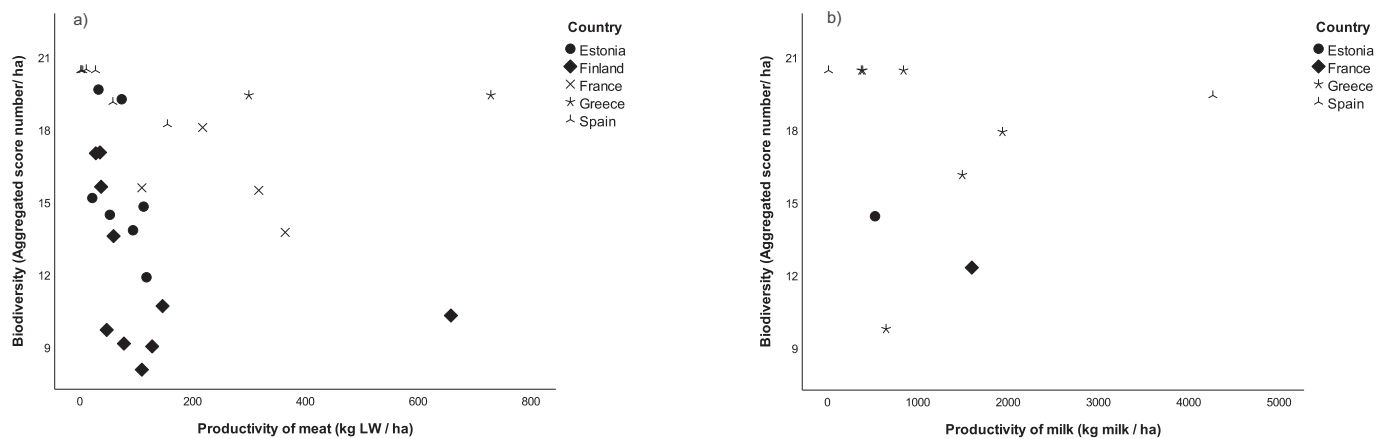 a)
Biodiversity (Aggregated score number/ ha)
21
18
15
12
9
0 200 400 600 800
Productivity of meat (kg LW / ha)
Country
Estonia
Finland
France
Greece
Spain
b)
Biodiversity (Aggregated score number/ ha)
21
18
15
12
9
0 1000 2000 3000 4000 5000
Productivity of milk (kg milk / ha)
Country
Estonia
France
Greece
Spain